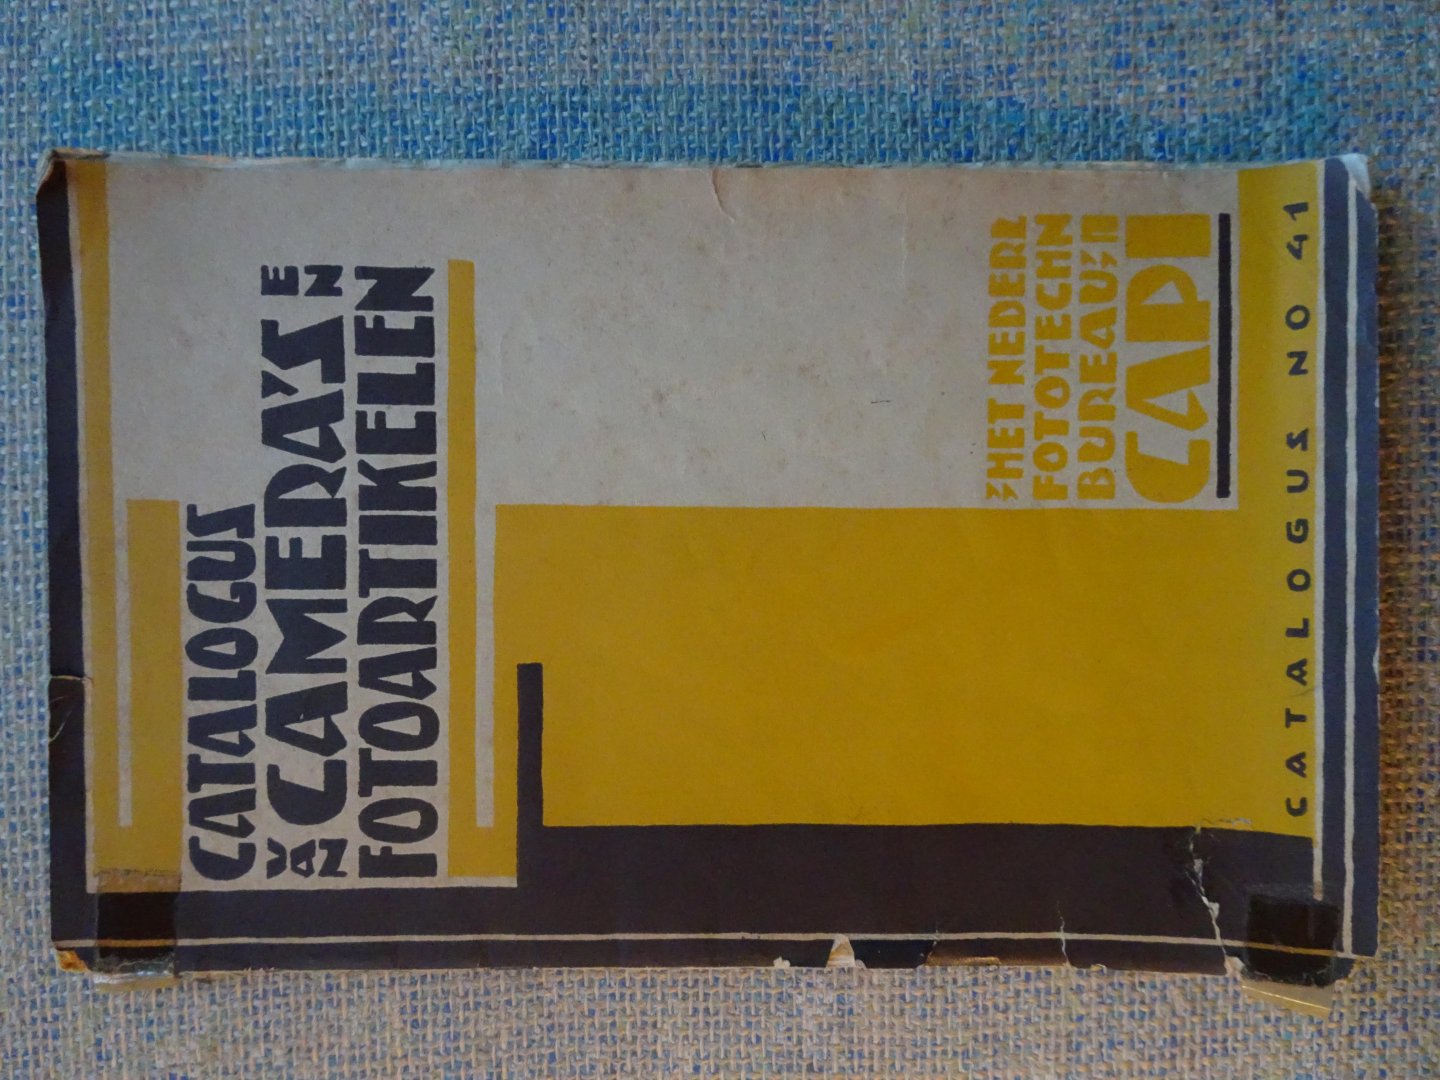 CATALOGUS
VAN CAMERA'S EN
FOTOARTIKELEN
"HET NEDERL
FOTOTECHN
BUREAU"
CAPI
CATALOGUS NO 41